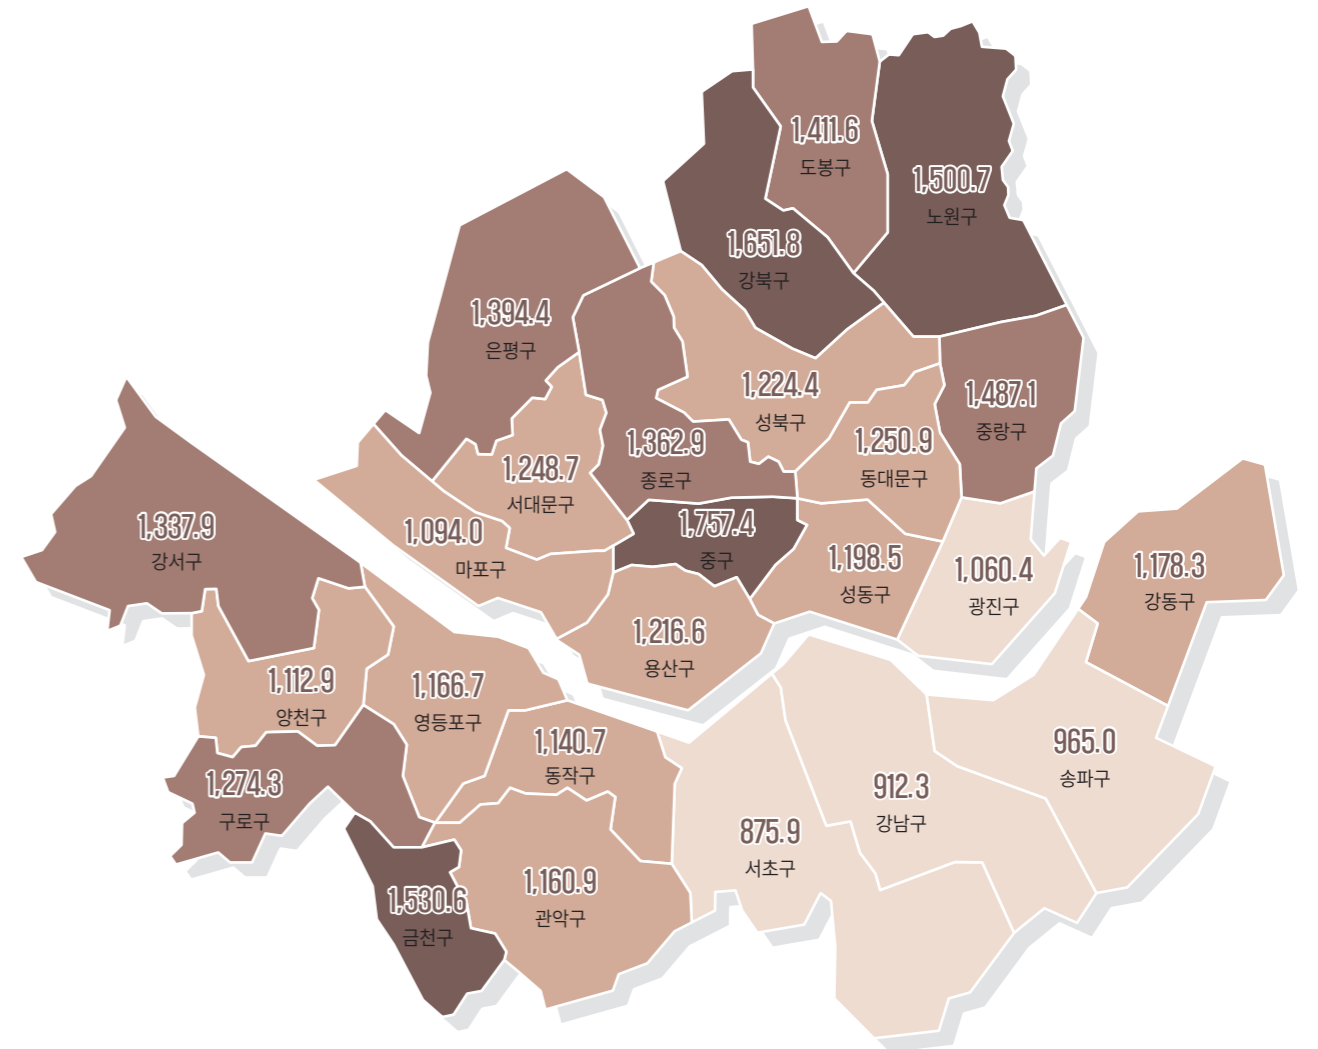 1,411.6
도봉구
1,500.7
노원구
1,651.8
강북구
1,394.4
은평구
1,224.4
성북구
1,487.1
중랑구
1,250.9
동대문구
1,362.9
종로구
1,248.7
서대문구
1,094.0
마포구
1,757.4
중구
1,337.9
강서구
1,198.5
성동구
1,060.4
광진구
1,178.3
강동구
1,216.6
용산구
1,112.9
양천구
1,166.7
영등포구
1,140.7
동작구
965.0
송파구
1,274.3
구로구
912.3
강남구
875.9
서초구
1,160.9
관악구
1,530.6
금천구